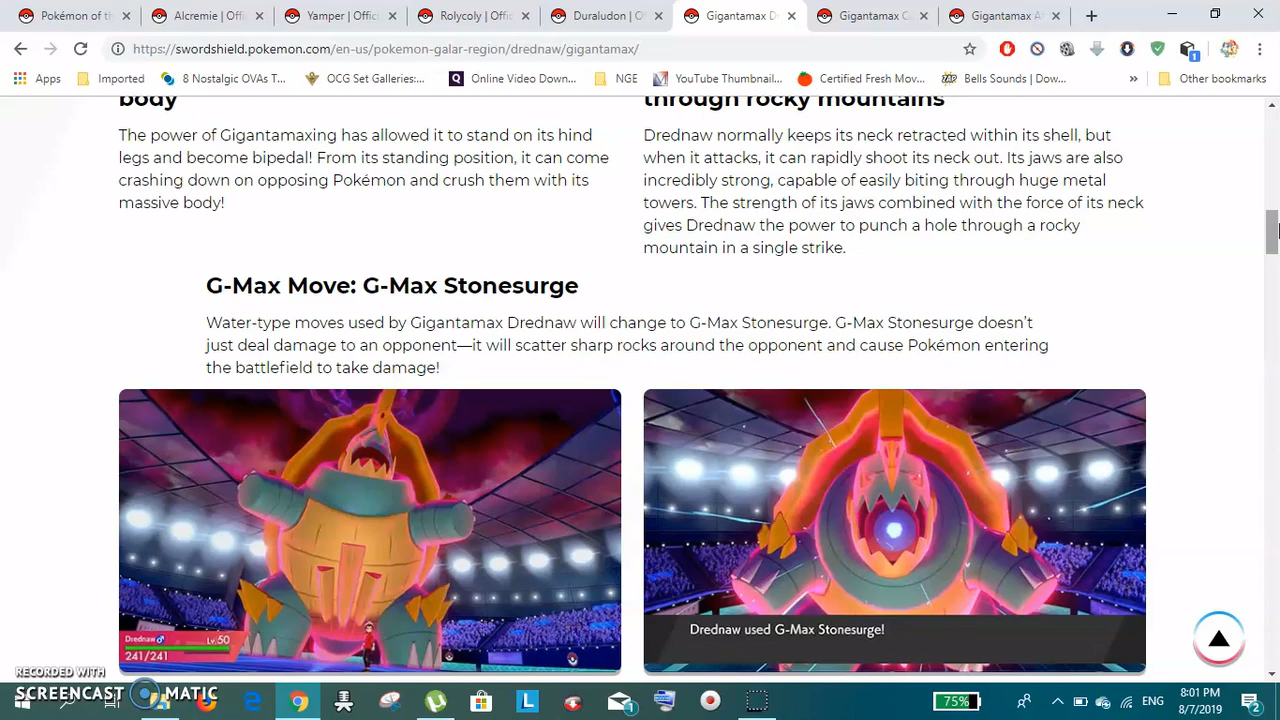 Pokémon of th
Alcremie | Offi
Yamper | Offici
Rolycoly | Offic
Duraludon | O
Gigantamax D
Gigantamax C
Gigantamax A
https://swordshield.pokemon.com/en-us/pokemon-galar-region/drednaw/gigantamax/
1
Apps
Imported
8 Nostalgic OVAs T...
OCG Set Galleries:...
Online Video Down...
NGE
YouTube Thumbnail...
Certified Fresh Mov...
Bells Sounds | Dow...
»
Other bookmarks
body
The power of Gigantamaxing has allowed it to stand on its hind
legs and become bipedal! From its standing position, it can come
crashing down on opposing Pokémon and crush them with its
massive body!
through rocky mountains
Drednaw normally keeps its neck retracted within its shell, but
when it attacks, it can rapidly shoot its neck out. Its jaws are also
incredibly strong, capable of easily biting through huge metal
towers. The strength of its jaws combined with the force of its neck
gives Drednaw the power to punch a hole through a rocky
mountain in a single strike.
G-Max Move: G-Max Stonesurge
Water-type moves used by Gigantamax Drednaw will change to G-Max Stonesurge. G-Max Stonesurge doesn't
just deal damage to an opponent—it will scatter sharp rocks around the opponent and cause Pokémon entering
the battlefield to take damage!
Drednaw♂ Lv. 50
241/241
Drednaw used G-Max Stonesurge!
RECORDED WITH
SCREENCAST MATIC
75%
ENG
8:01 PM
8/7/2019
2